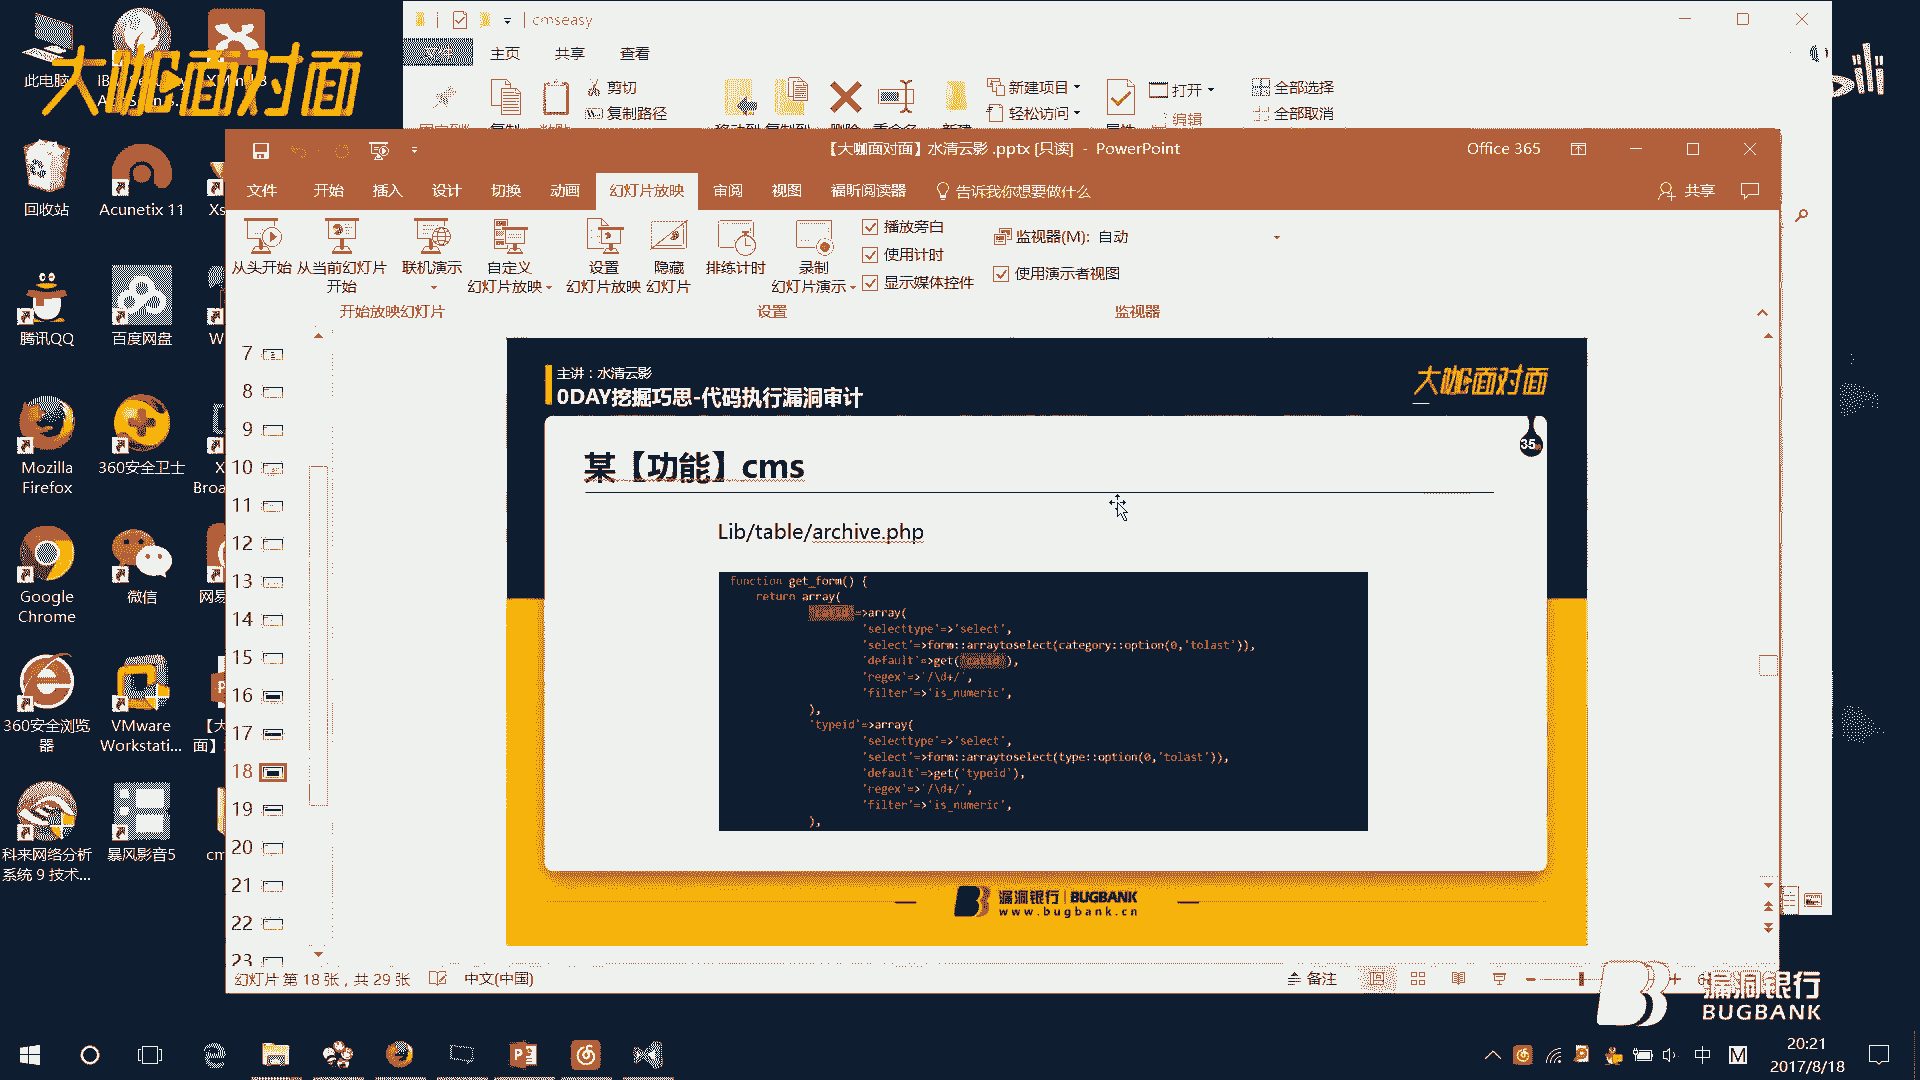 cmseasy
主页 共享 查看
剪切
复制路径
新建项目
轻松访问
打开
编辑
全部选择
全部取消
大咖面对面
此电脑
回收站
Acunetix 11
腾讯QQ
百度网盘
Mozilla
Firefox
360安全卫士
Google
Chrome
微信
360安全浏览
器
VMware
Workstati...
科来网络分析
系统 9 技术...
暴风影音5
【大咖面对面】水清云影 .pptx [只读] - PowerPoint
Office 365
文件 开始 插入 设计 切换 动画 幻灯片放映 审阅 视图 福昕阅读器 告诉我你想要做什么
共享
从头开始
从当前幻灯片
开始
联机演示
自定义
幻灯片放映
设置
幻灯片放映
隐藏
幻灯片
排练计时
录制
幻灯片演示
播放旁白
使用计时
显示媒体控件
监视器(M): 自动
使用演示者视图
开始放映幻灯片
设置
监视器
7
8
9
10
11
12
13
14
15
16
17
18
19
20
21
22
23
主讲：水清云影
0DAY挖掘巧思-代码执行漏洞审计
大咖面对面
35
某【功能】cms
Lib/table/archive.php
function get_form() {
return array(
=>array(
'selecttype'=>'select',
'select'=>form::arraytoselect(category::option(0,'tolast')),
'default'=>get('catid'),
'regex'=>'/\d+/',
'filter'=>'is_numeric',
),
'typeid'=>array(
'selecttype'=>'select',
'select'=>form::arraytoselect(type::option(0,'tolast')),
'default'=>get('typeid'),
'regex'=>'/\d+/',
'filter'=>'is_numeric',
),
漏洞银行 | BUGBANK
www.bugbank.cn
幻灯片 第 18 张，共 29 张
中文(中国)
备注
漏洞银行
BUGBANK
中
M
20:21
2017/8/18